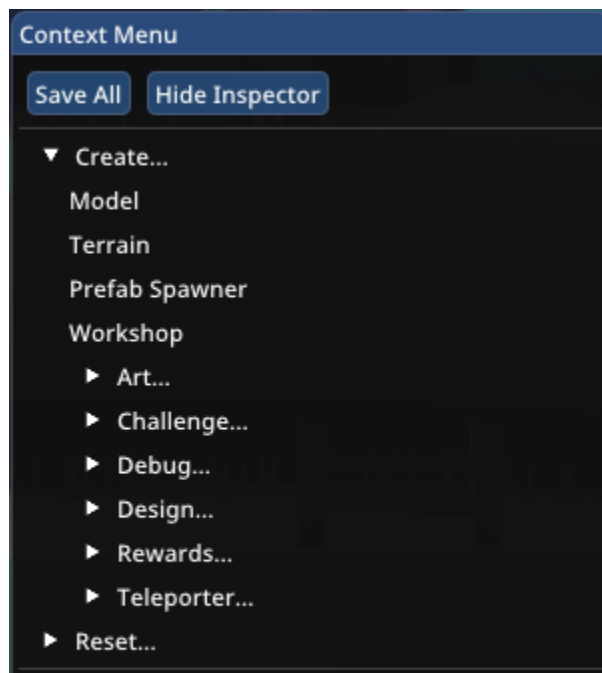 Context Menu
Save All Hide Inspector
Create...
Model
Terrain
Prefab Spawner
Workshop
Art...
Challenge...
Debug...
Design...
Rewards...
Teleporter...
Reset...